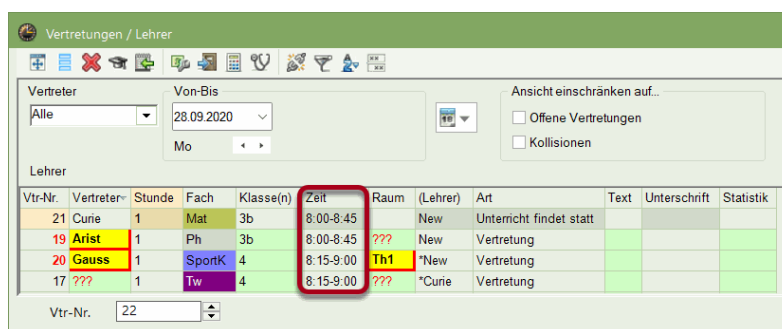 Vertretungen / Lehrer
Vertreter
Von-Bis
Ansicht einschränken auf...
Alle
28.09.2020
Offene Vertretungen
Mo
Kollisionen
Lehrer
Vtr-Nr. Vertreter Stunde Fach Klasse(n) Zeit Raum (Lehrer) Art Text Unterschrift Statistik
21 Curie 1 Mat 3b 8:00-8:45 New Unterricht findet statt
19 Arist 1 Ph 3b 8:00-8:45 ??? New Vertretung
20 Gauss 1 SportK 4 8:15-9:00 Th1 *New Vertretung
17 ??? 1 Tw 4 8:15-9:00 ??? *Curie Vertretung
Vtr-Nr. 22